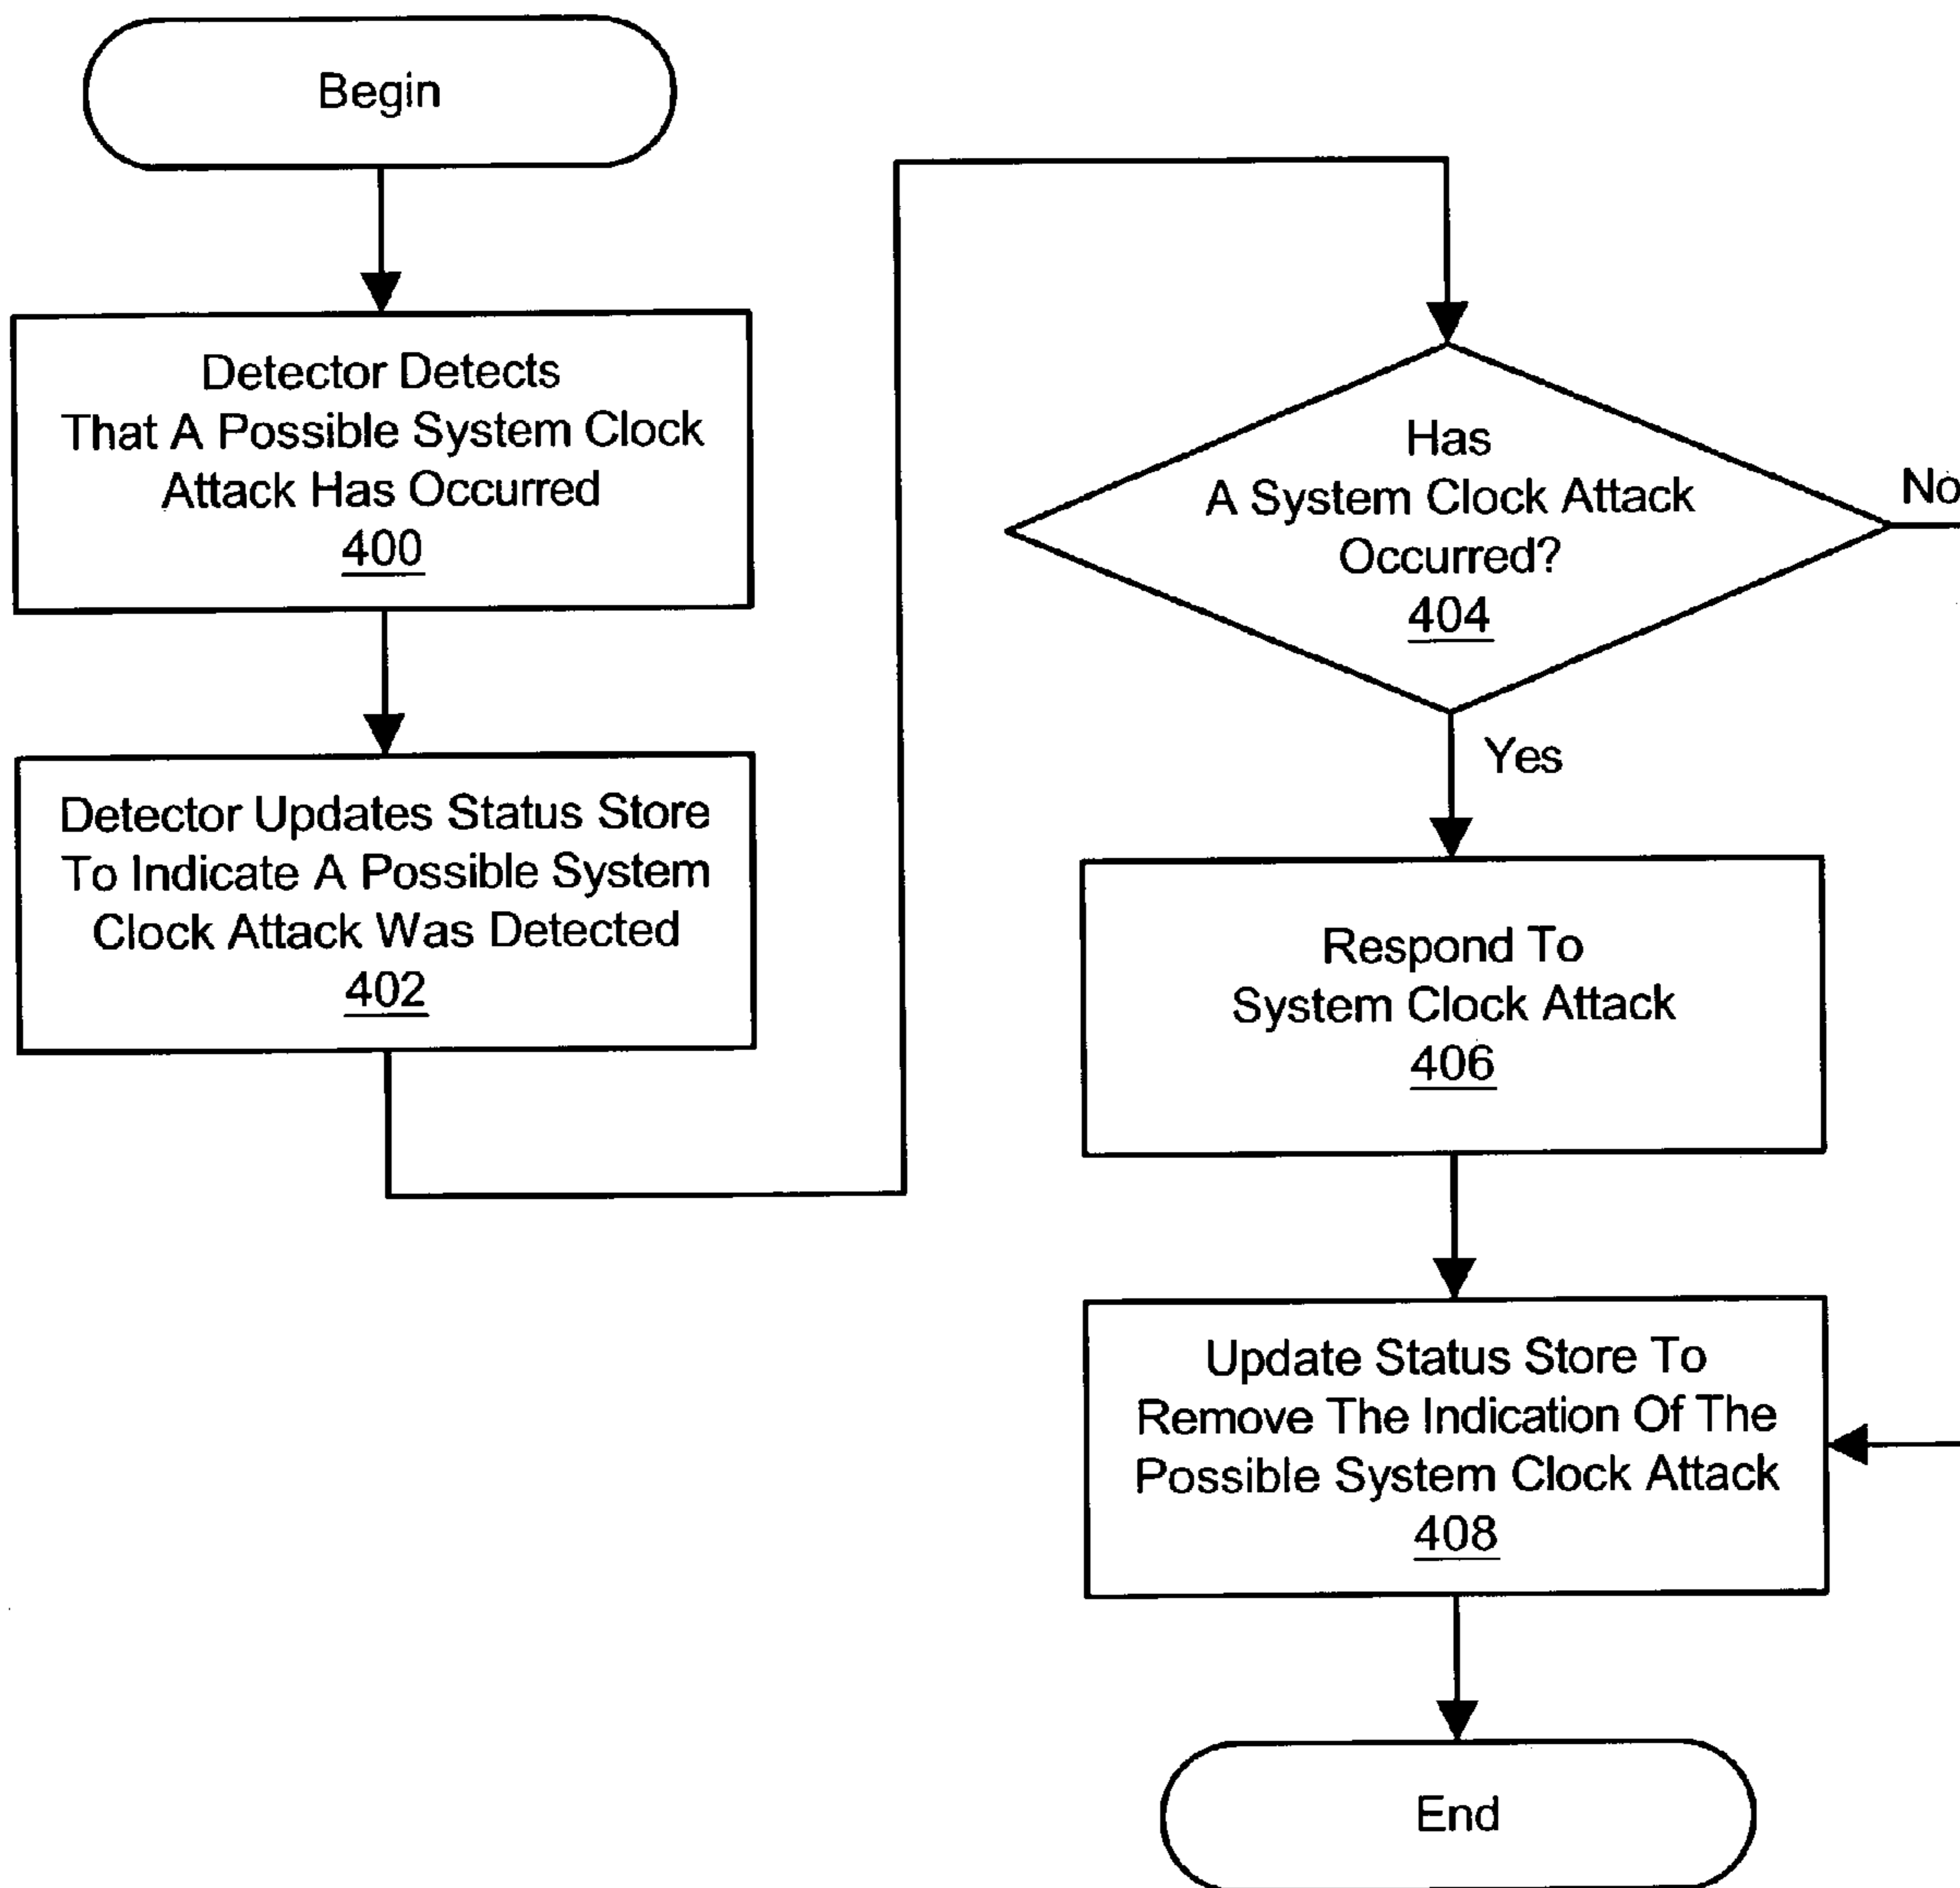 Begin
Detector Detects
That A Possible System Clock
Attack Has Occurred
400
Detector Updates Status Store
To Indicate A Possible System
Clock Attack Was Detected
402
Has
A System Clock Attack
Occurred?
404
No
Yes
Respond To
System Clock Attack
406
Update Status Store To
Remove The Indication Of The
Possible System Clock Attack
408
End